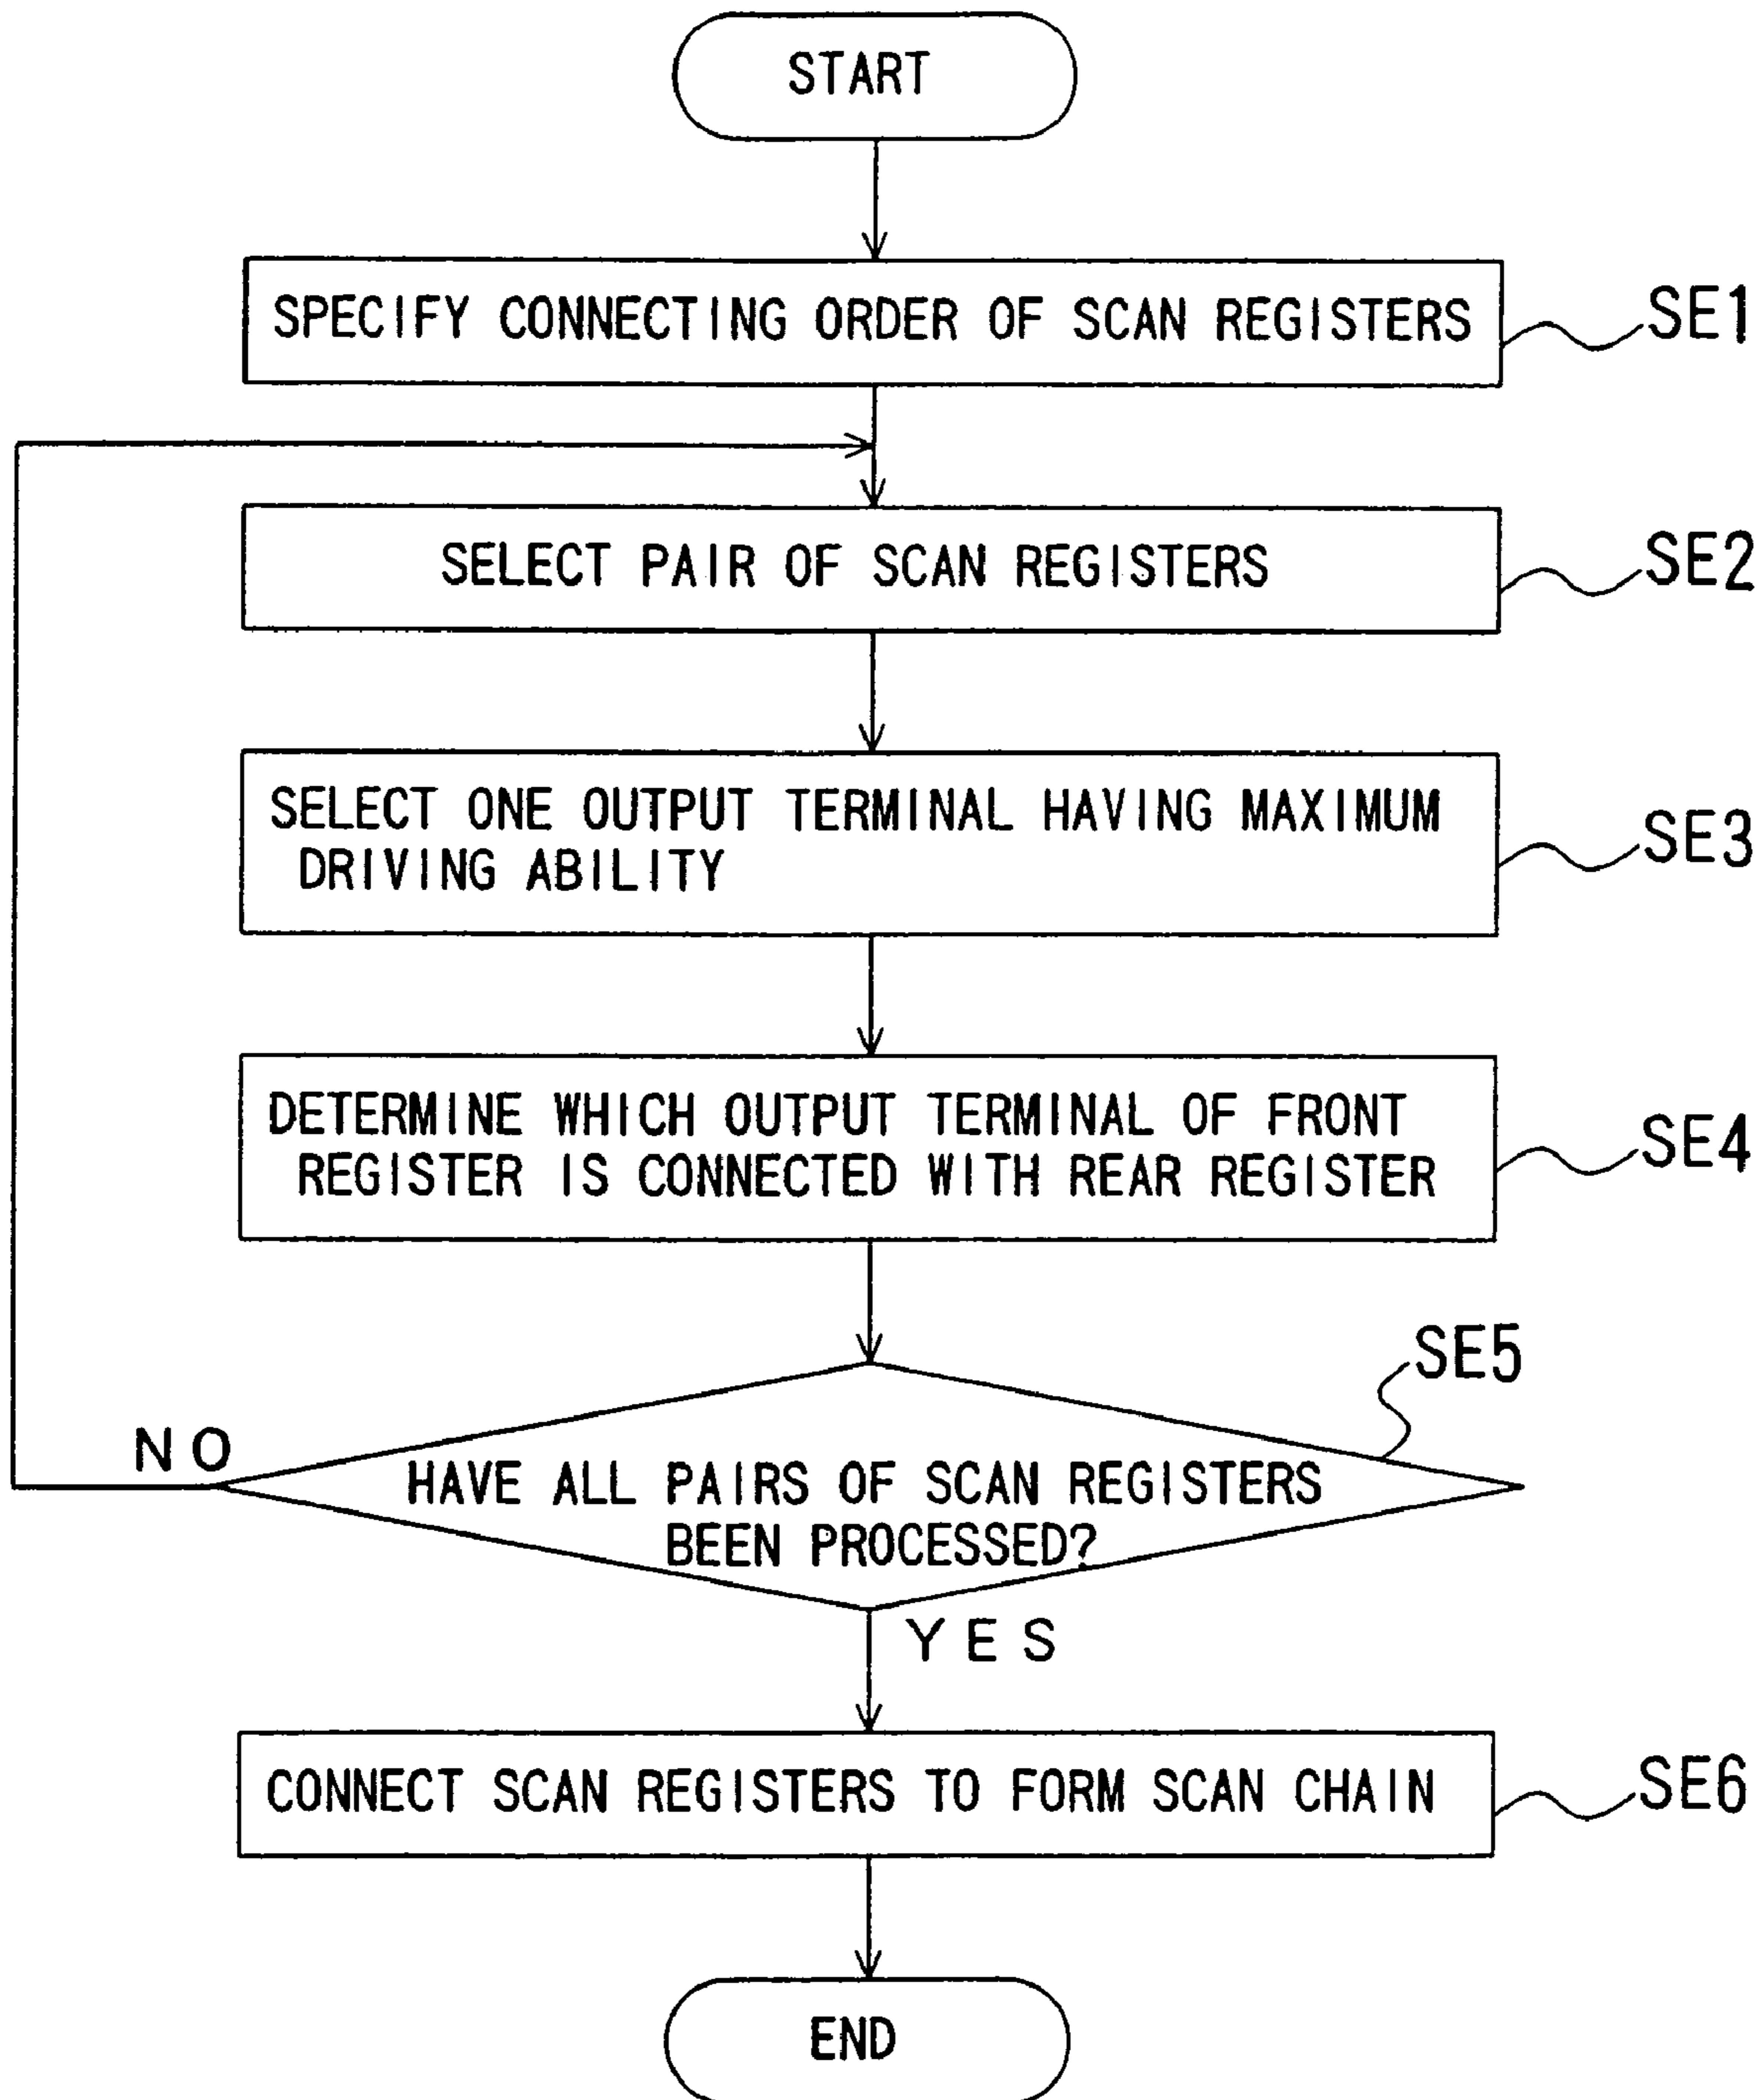 START
SPECIFY CONNECTING ORDER OF SCAN REGISTERS
SE1
SELECT PAIR OF SCAN REGISTERS
SE2
SELECT ONE OUTPUT TERMINAL HAVING MAXIMUM
DRIVING ABILITY
SE3
DETERMINE WHICH OUTPUT TERMINAL OF FRONT
REGISTER IS CONNECTED WITH REAR REGISTER
SE4
SE5
NO
HAVE ALL PAIRS OF SCAN REGISTERS
BEEN PROCESSED?
YES
CONNECT SCAN REGISTERS TO FORM SCAN CHAIN
SE6
END